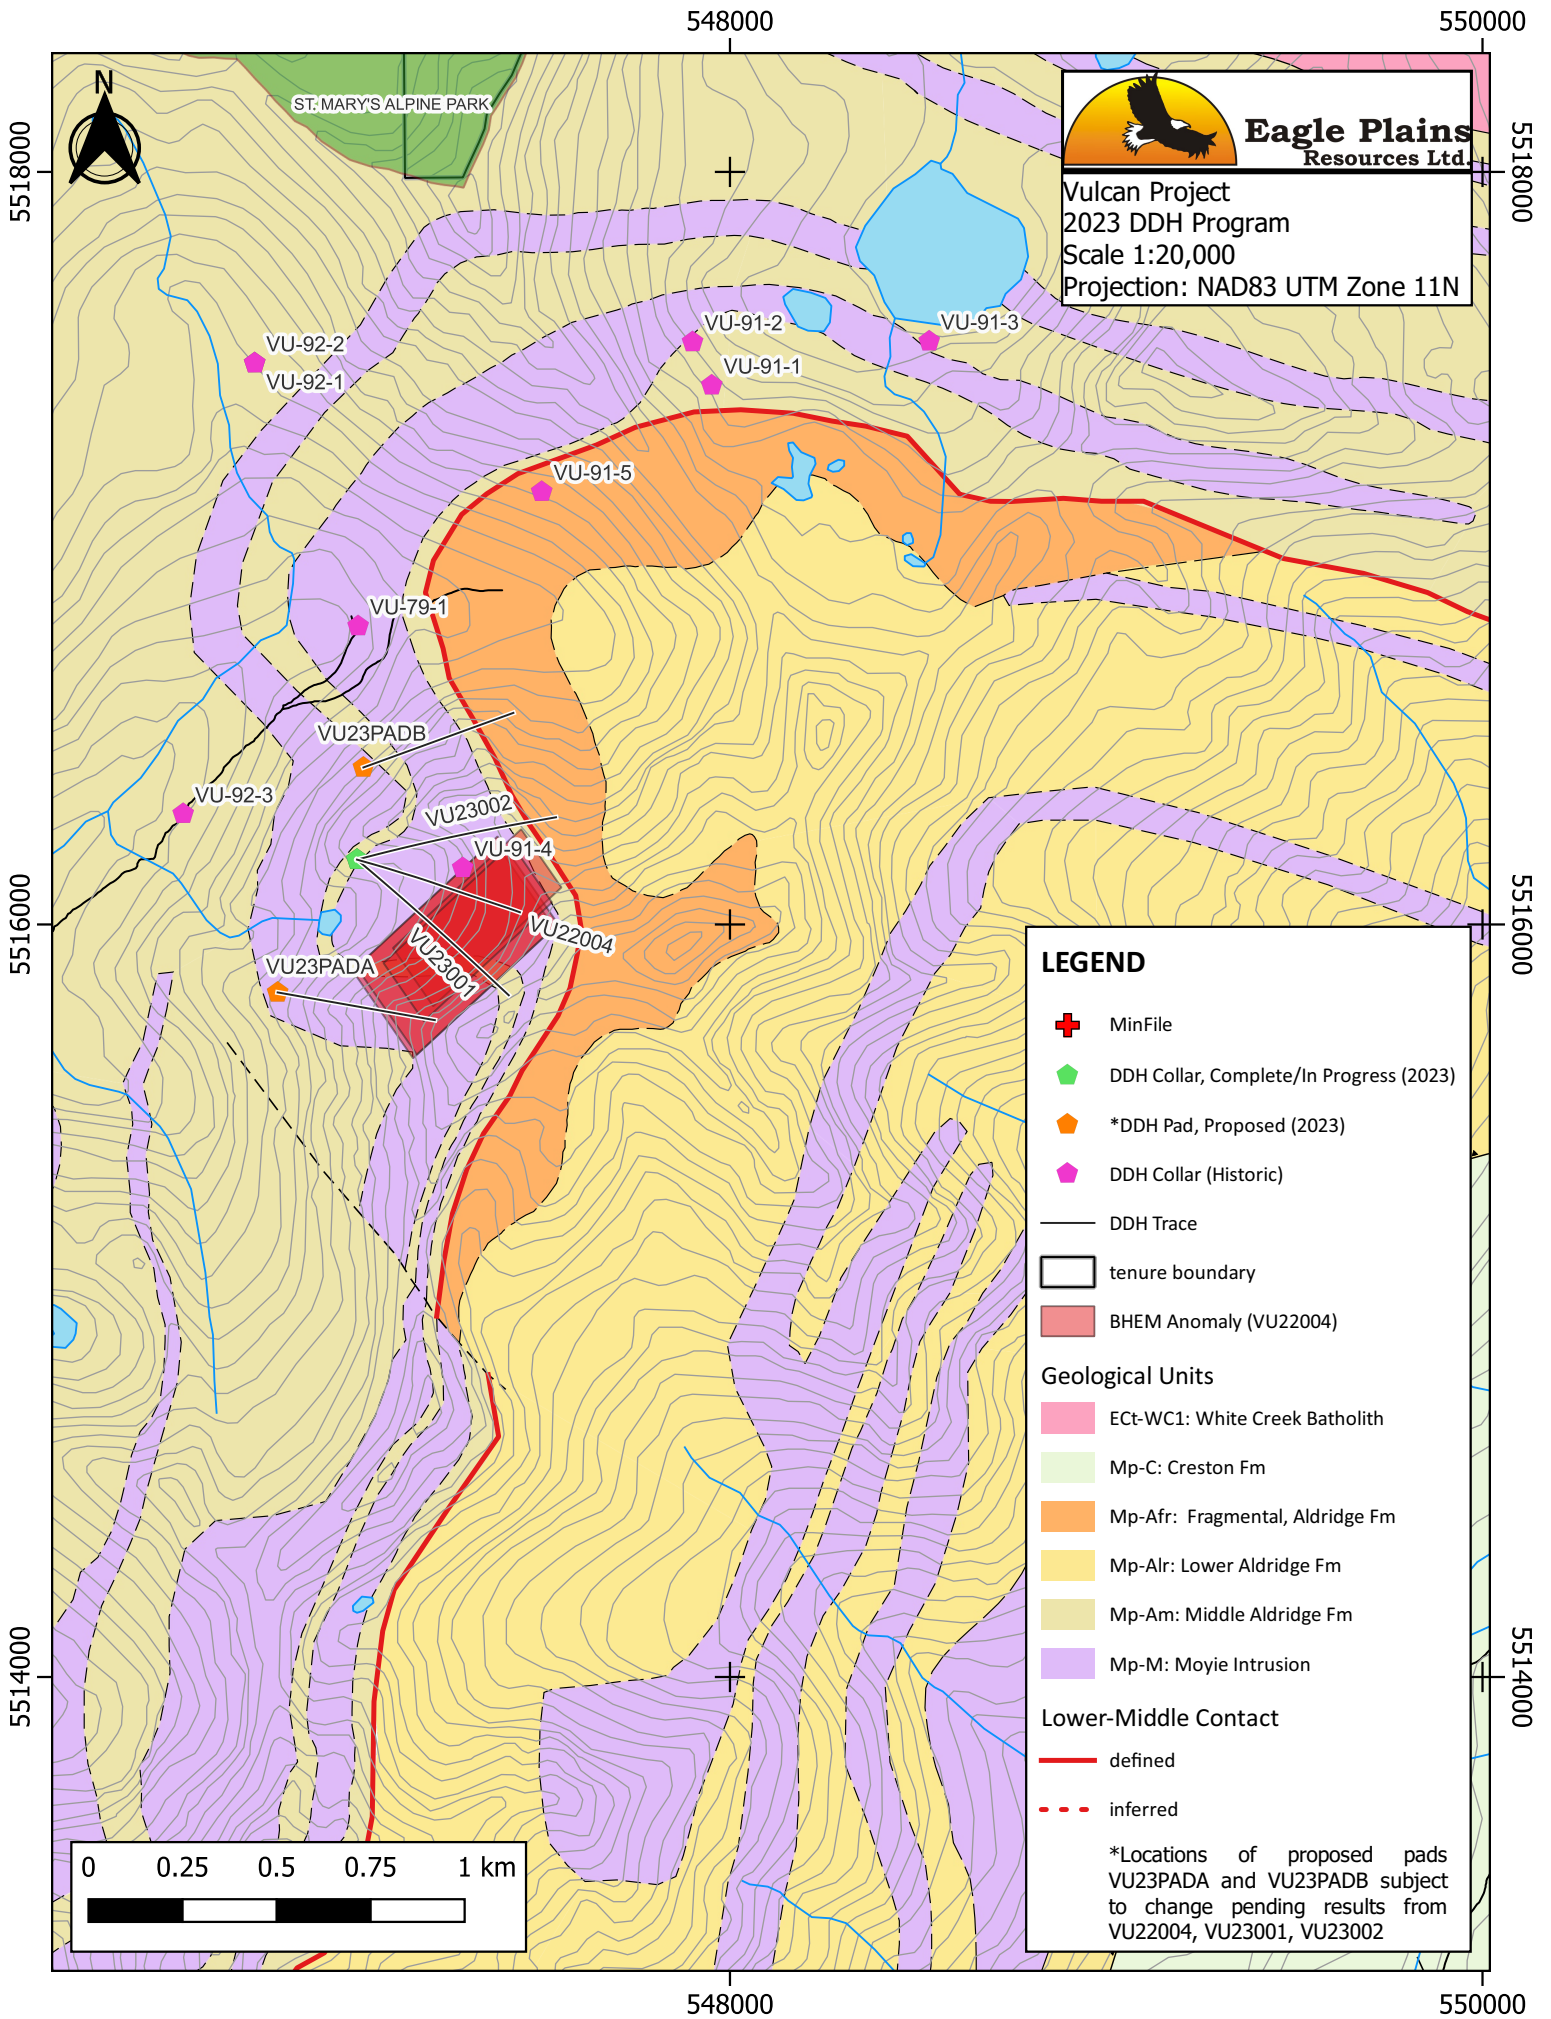 548000
550000
N
ST. MARY'S ALPINE PARK
Eagle Plains
Resources Ltd.
5518000
5518000
Vulcan Project
2023 DDH Program
Scale 1:20,000
Projection: NAD83 UTM Zone 11N
VU-91-2
VU-91-3
VU-92-2
VU-91-1
VU-92-1
VU-91-5
VU-79-1
VU23PADB
VU-92-3
VU23002
VU-91-4
5516000
5516000
VU22004
VU23001
VU23PADA
LEGEND
MinFile
DDH Collar, Complete/In Progress (2023)
*DDH Pad, Proposed (2023)
DDH Collar (Historic)
DDH Trace
tenure boundary
BHEM Anomaly (VU22004)
Geological Units
ECt-WC1: White Creek Batholith
Mp-C: Creston Fm
Mp-Afr: Fragmental, Aldridge Fm
Mp-Alr: Lower Aldridge Fm
Mp-Am: Middle Aldridge Fm
Mp-M: Moyie Intrusion
5514000
5514000
Lower-Middle Contact
defined
inferred
*Locations of proposed pads
VU23PADA and VU23PADB subject
to change pending results from
VU22004, VU23001, VU23002
0 0.25 0.5 0.75 1 km
548000
550000